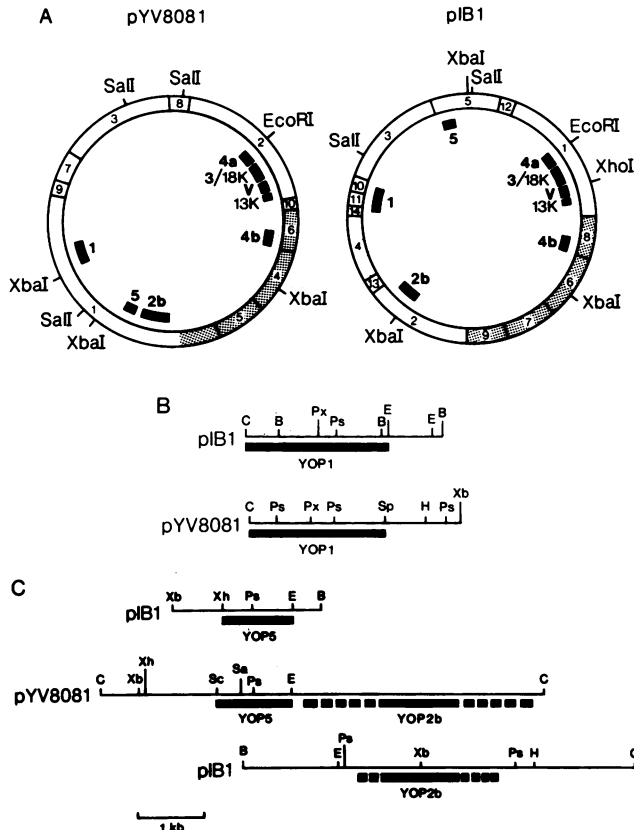 A
pYV8081
pIB1
SalI
SalI
EcoRI
XbaI
SalI
XbaI
XbaI
3
8
2
7
9
10
6
4
5
1
4a
3/18K
V
13K
4b
1
5
2b
XbaI
SalI
EcoRI
XhoI
SalI
XbaI
XbaI
5
12
1
3
10
11
14
4
13
2
9
7
6
8
5
4a
3/18K
V
13K
4b
1
2b
B
pIB1
C B Px Ps B E E B
YOP1
pYV8081
C Ps Px Ps Sp H Ps Xb
YOP1
C
pIB1
Xb Xh Ps E B
YOP5
pYV8081
C Xb Xh Sc Sa Ps E C
YOP5 YOP2b
pIB1
B E Ps Xb Ps H
YOP2b
1 kb